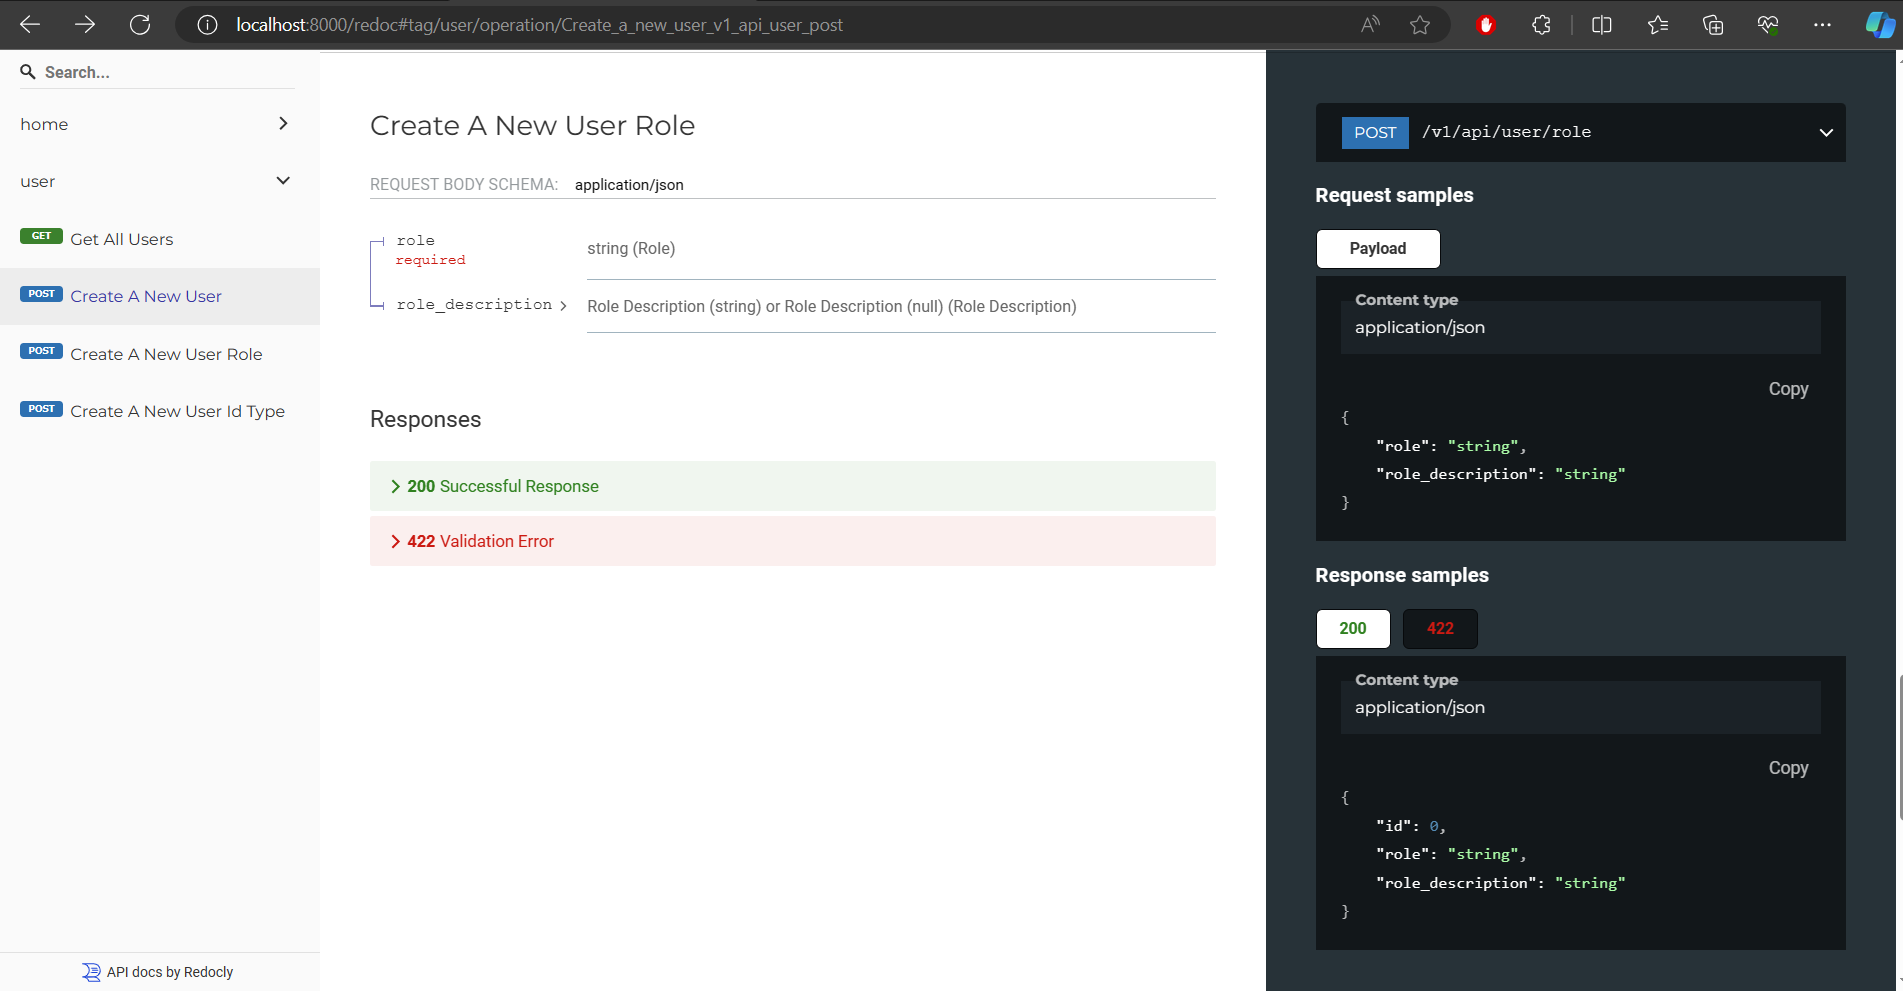 localhost:8000/redoc#tag/user/operation/Create_a_new_user_v1_api_user_post
Search...
home
user
GET Get All Users
POST Create A New User
POST Create A New User Role
POST Create A New User Id Type
API docs by Redocly
Create A New User Role
REQUEST BODY SCHEMA: application/json
role
required
string (Role)
role_description
Role Description (string) or Role Description (null) (Role Description)
Responses
200 Successful Response
422 Validation Error
POST /v1/api/user/role
Request samples
Payload
Content type
application/json
Copy
{
"role": "string",
"role_description": "string"
}
Response samples
200 422
Content type
application/json
Copy
{
"id": 0,
"role": "string",
"role_description": "string"
}